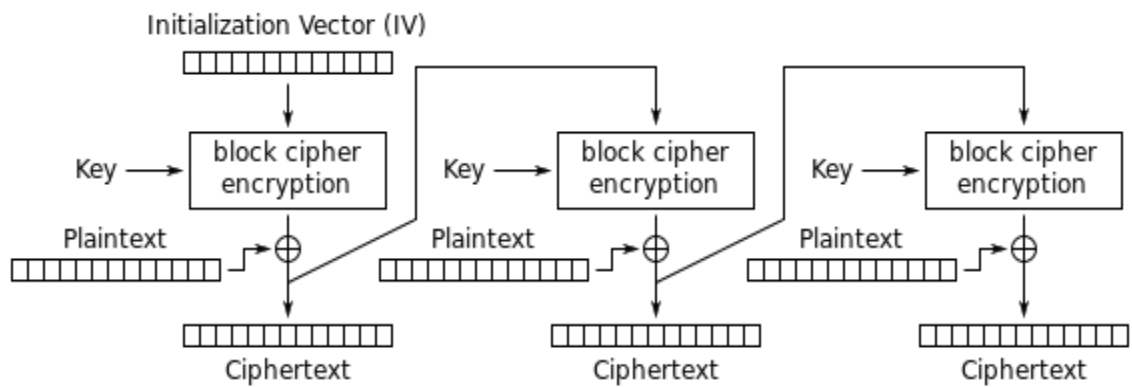 Initialization Vector (IV)
Key
block cipher
encryption
Key
block cipher
encryption
Key
block cipher
encryption
Plaintext
Plaintext
Plaintext
Ciphertext
Ciphertext
Ciphertext